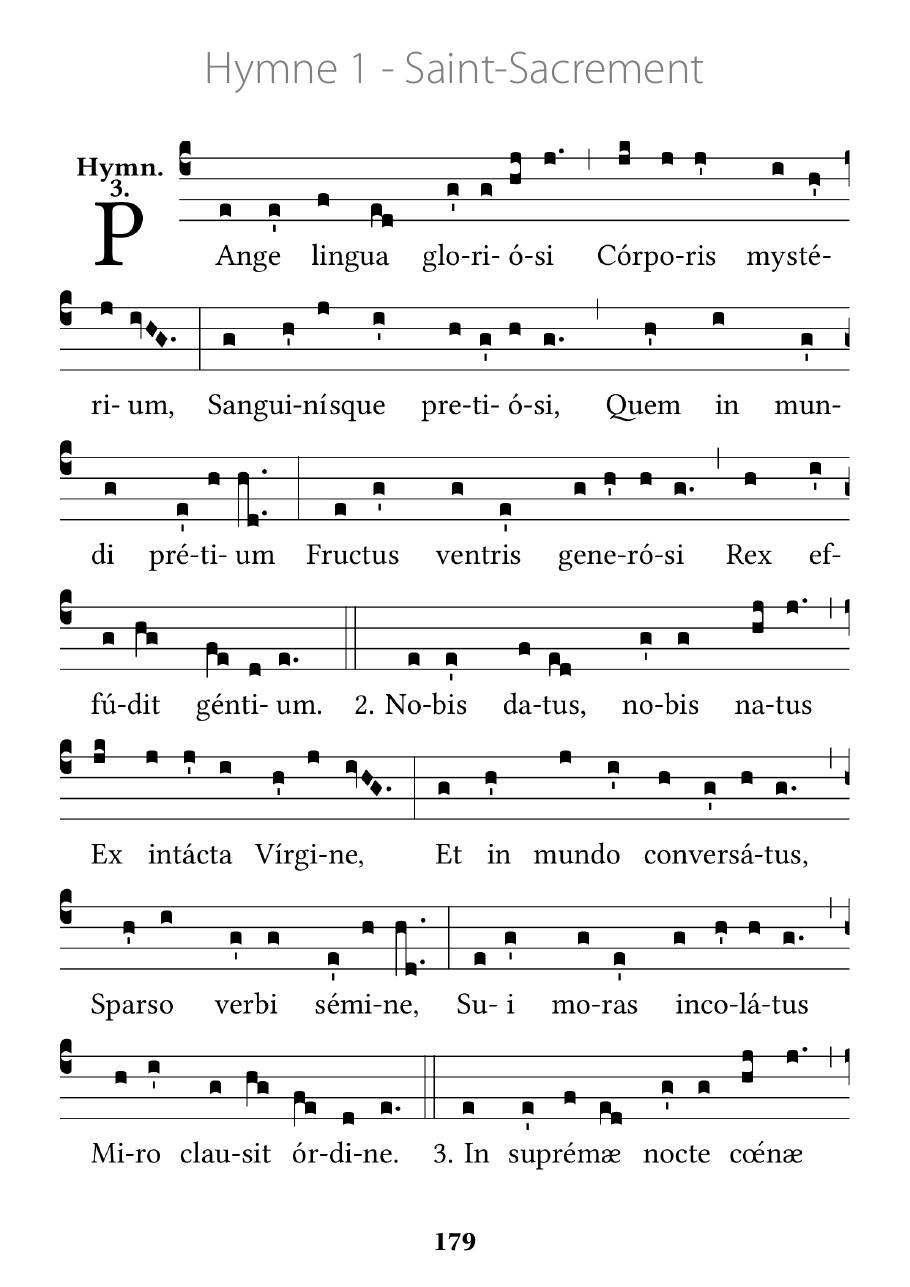 Hymne 1 - Saint-Sacrement
Hymn.
3.
PAnge lingua glo-ri- ó-si Córpo-ris mysté-
ri- um, Sangui-nísque pre-ti- ó-si, Quem in mun-
di pré-ti- um Fructus ventris gene-ró-si Rex ef-
fú-dit génti- um. 2. No-bis da-tus, no-bis na-tus
Ex intácta Vírgi-ne, Et in mundo conversá-tus,
Sparso verbi sémi-ne, Su- i mo-ras inco-lá-tus
Mi-ro clau-sit ór-di-ne. 3. In suprémæ nocte cœ́næ
179